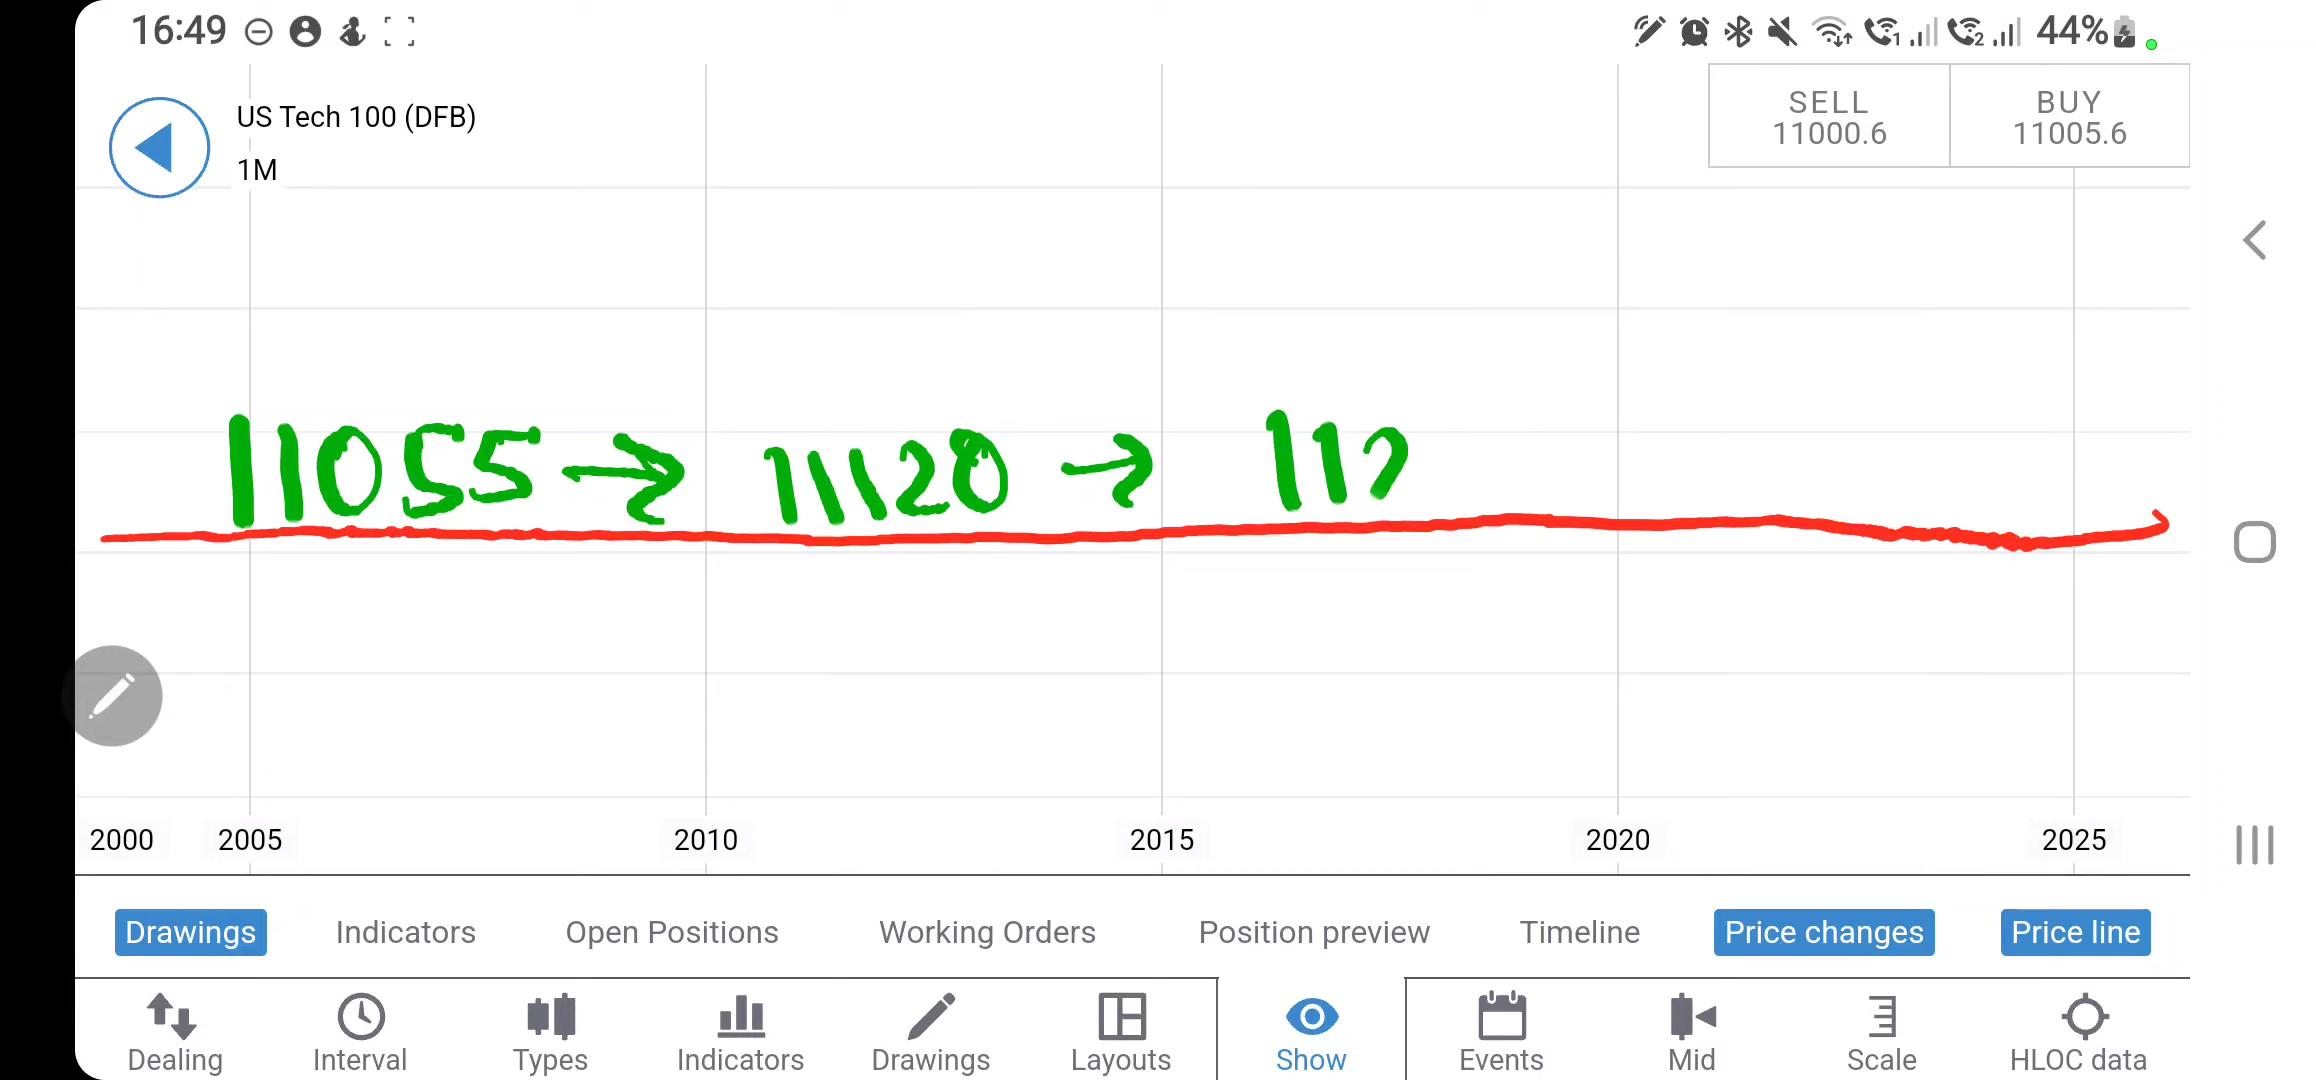 16:49
44%
US Tech 100 (DFB)
1M
SELL
11000.6
BUY
11005.6
11055 → 11120 → 112
2000 2005 2010 2015 2020 2025
Drawings Indicators Open Positions Working Orders Position preview Timeline Price changes Price line
Dealing Interval Types Indicators Drawings Layouts Show Events Mid Scale HLOC data